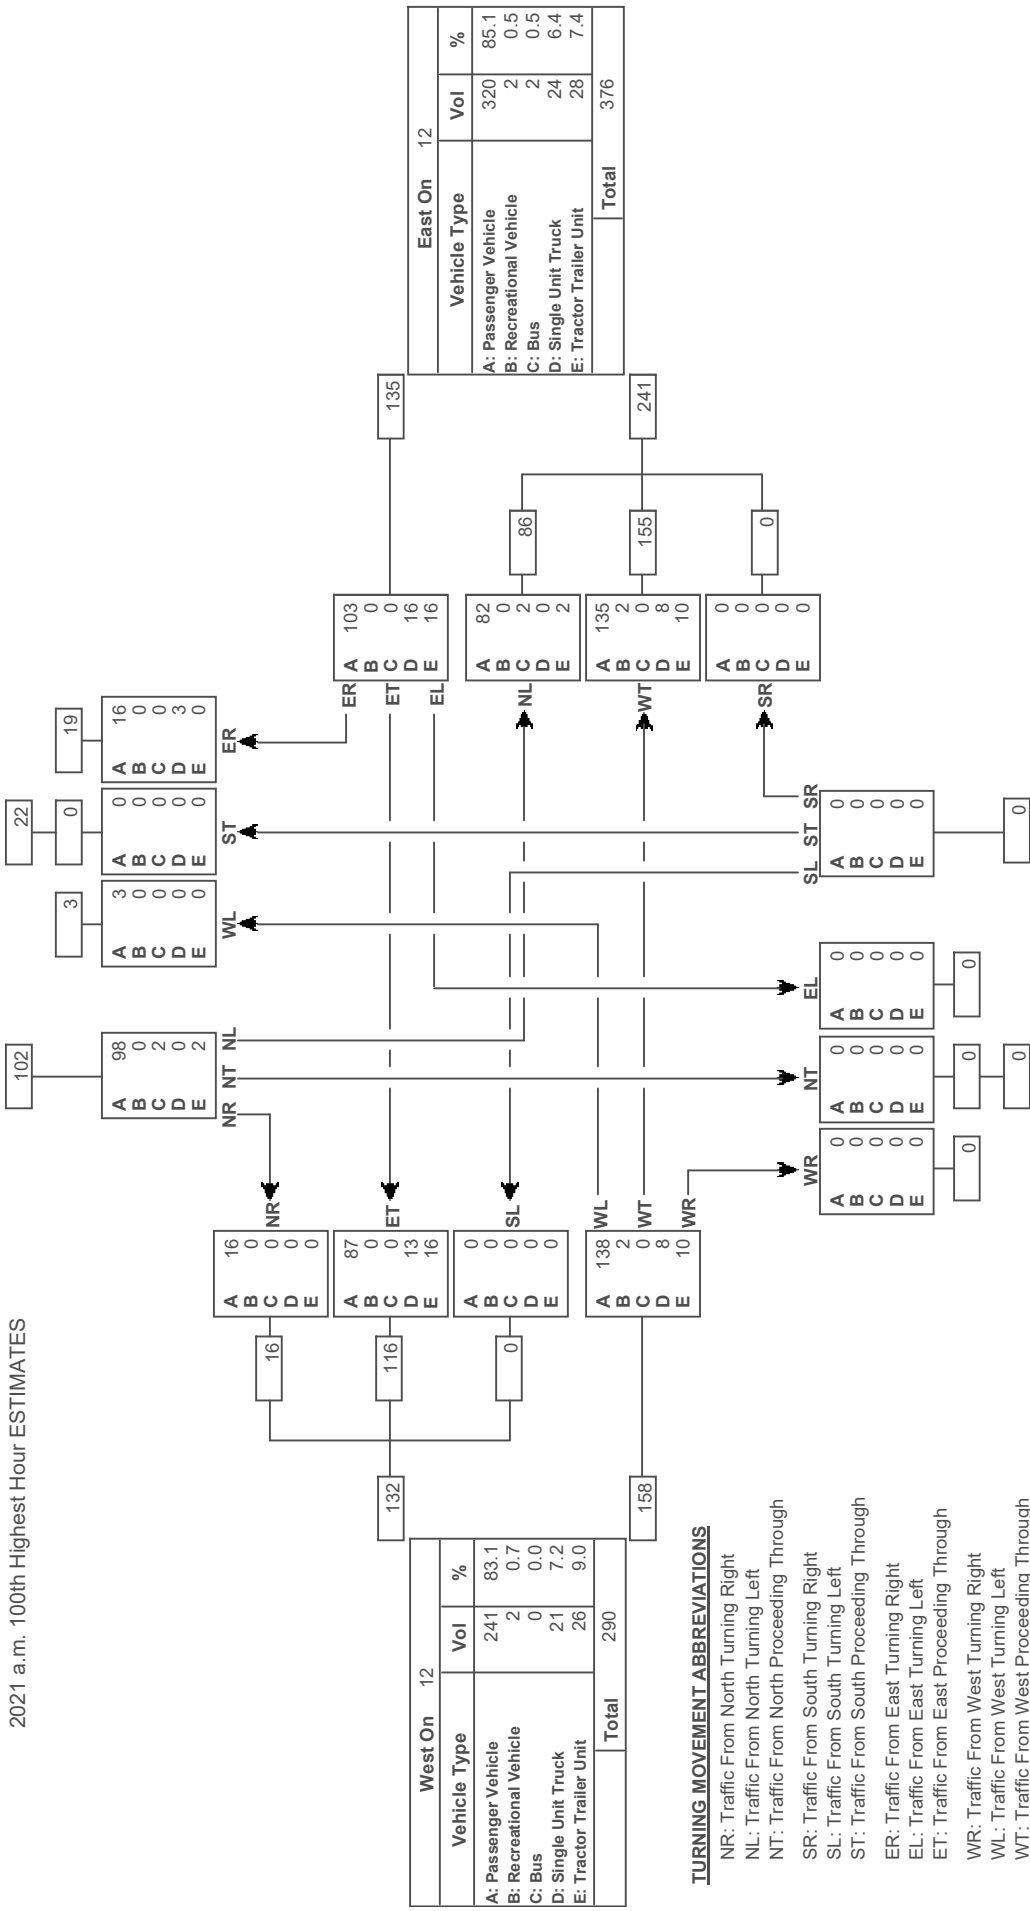 2021 a.m. 100th Highest Hour ESTIMATES
102
22
3
0
19
A 98
B 0
C 2
D 0
E 2
A 3
B 0
C 0
D 0
E 0
A 0
B 0
C 0
D 0
E 0
A 16
B 0
C 0
D 3
E 0
NR NT NL
WL
ST
ER
A 16
B 0
C 0
D 0
E 0
NR
16
A 87
B 0
C 0
D 13
E 16
ET
116
A 0
B 0
C 0
D 0
E 0
SL
0
132
A 138
B 2
C 0
D 8
E 10
WL
WT
WR
158
West On 12
Vehicle Type Vol %
A: Passenger Vehicle 241 83.1
B: Recreational Vehicle 2 0.7
C: Bus 0 0.0
D: Single Unit Truck 21 7.2
E: Tractor Trailer Unit 26 9.0
Total 290
ER
ET
EL
A 103
B 0
C 0
D 16
E 16
135
NL
A 82
B 0
C 2
D 0
E 2
86
WT
A 135
B 2
C 0
D 8
E 10
155
SR
A 0
B 0
C 0
D 0
E 0
0
241
East On 12
Vehicle Type Vol %
A: Passenger Vehicle 320 85.1
B: Recreational Vehicle 2 0.5
C: Bus 2 0.5
D: Single Unit Truck 24 6.4
E: Tractor Trailer Unit 28 7.4
Total 376
WR
A 0
B 0
C 0
D 0
E 0
0
NT
A 0
B 0
C 0
D 0
E 0
0
0
EL
A 0
B 0
C 0
D 0
E 0
0
SL ST SR
A 0
B 0
C 0
D 0
E 0
0
TURNING MOVEMENT ABBREVIATIONS
NR: Traffic From North Turning Right
NL: Traffic From North Turning Left
NT: Traffic From North Proceeding Through
SR: Traffic From South Turning Right
SL: Traffic From South Turning Left
ST: Traffic From South Proceeding Through
ER: Traffic From East Turning Right
EL: Traffic From East Turning Left
ET: Traffic From East Proceeding Through
WR: Traffic From West Turning Right
WL: Traffic From West Turning Left
WT: Traffic From West Proceeding Through